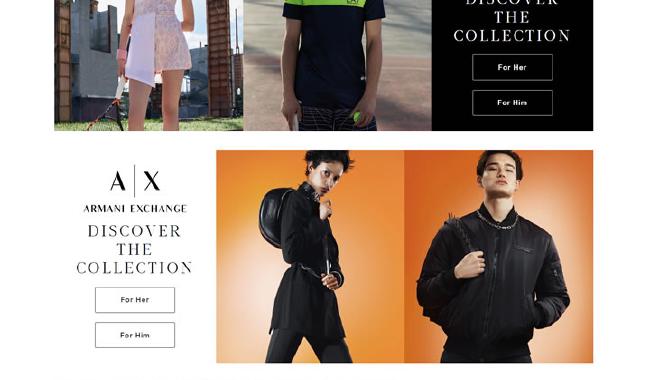 DISCOVER
THE
COLLECTION
For Her
For Him
A|X
ARMANI EXCHANGE
DISCOVER
THE
COLLECTION
For Her
For Him